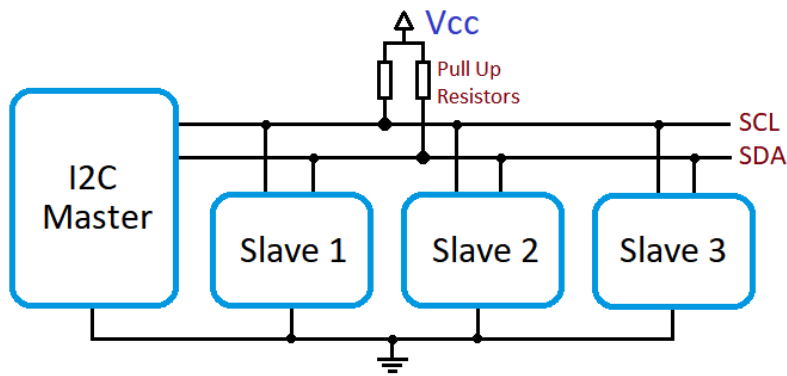 Vcc
Pull Up
Resistors
SCL
SDA
I2C
Master
Slave 1
Slave 2
Slave 3